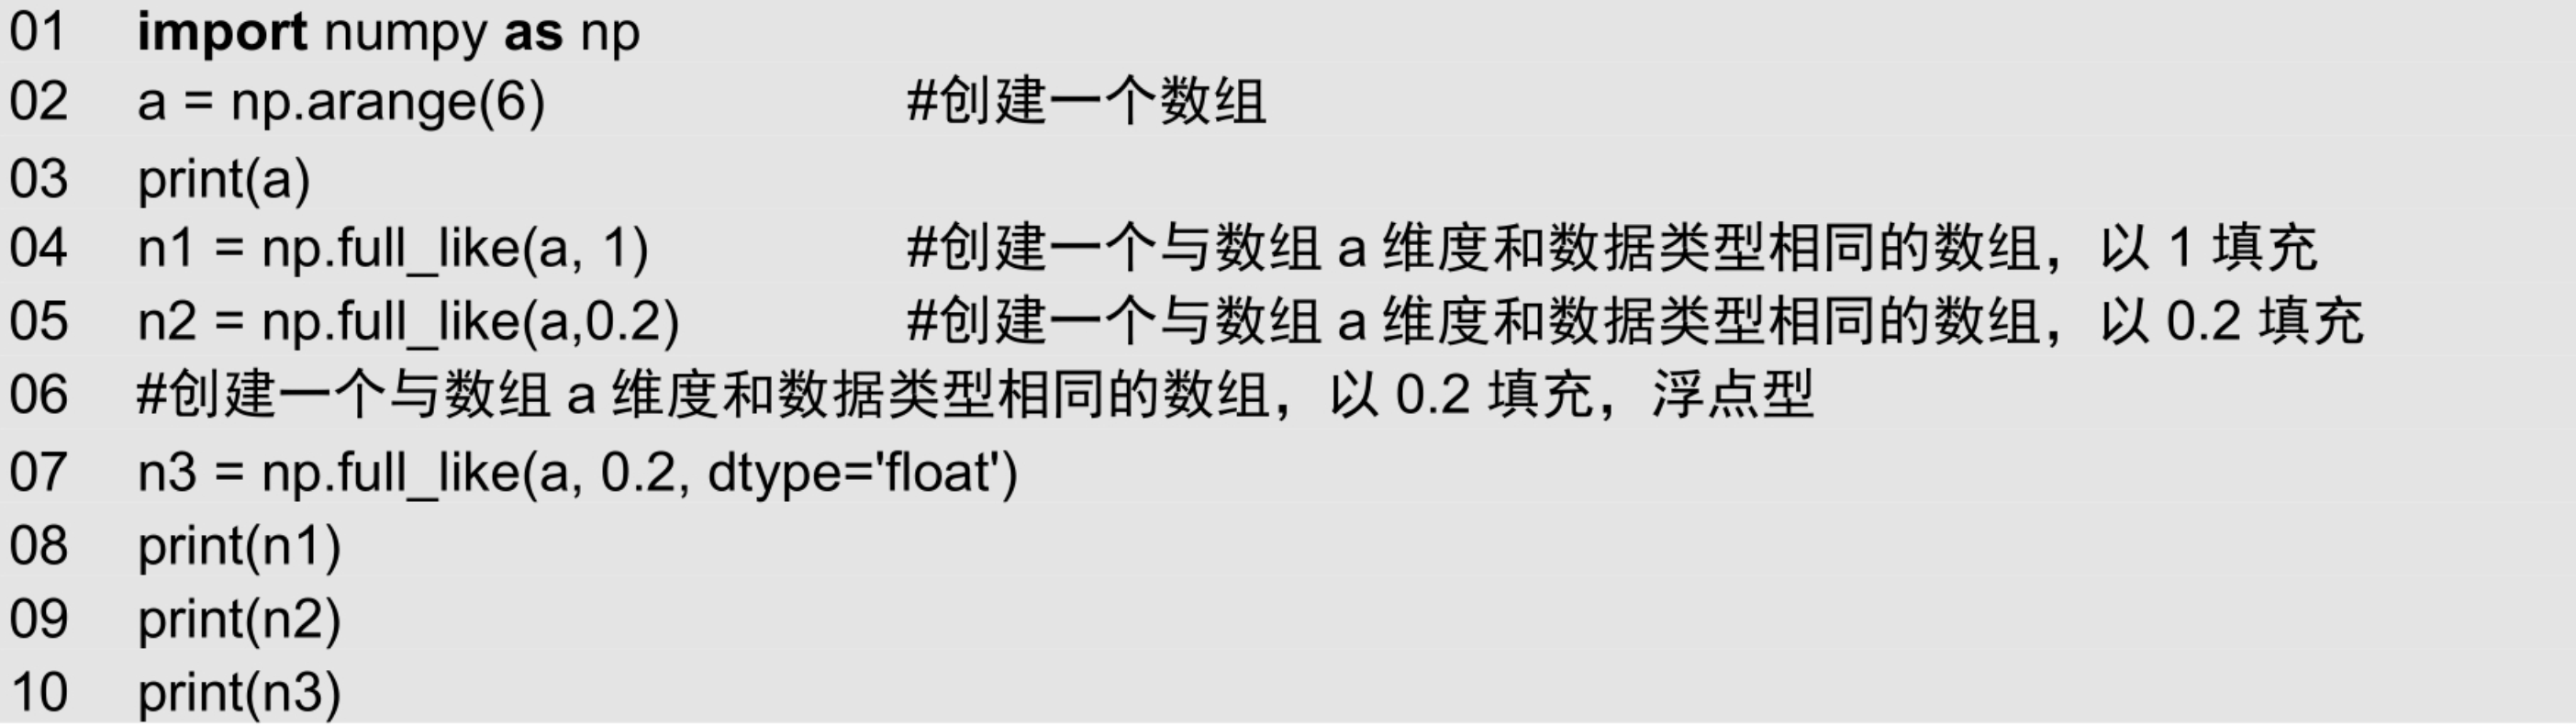 01 import numpy as np
02 a = np.arange(6) #创建一个数组
03 print(a)
04 n1 = np.full_like(a, 1) #创建一个与数组 a 维度和数据类型相同的数组，以 1 填充
05 n2 = np.full_like(a,0.2) #创建一个与数组 a 维度和数据类型相同的数组，以 0.2 填充
06 #创建一个与数组 a 维度和数据类型相同的数组，以 0.2 填充，浮点型
07 n3 = np.full_like(a, 0.2, dtype='float')
08 print(n1)
09 print(n2)
10 print(n3)